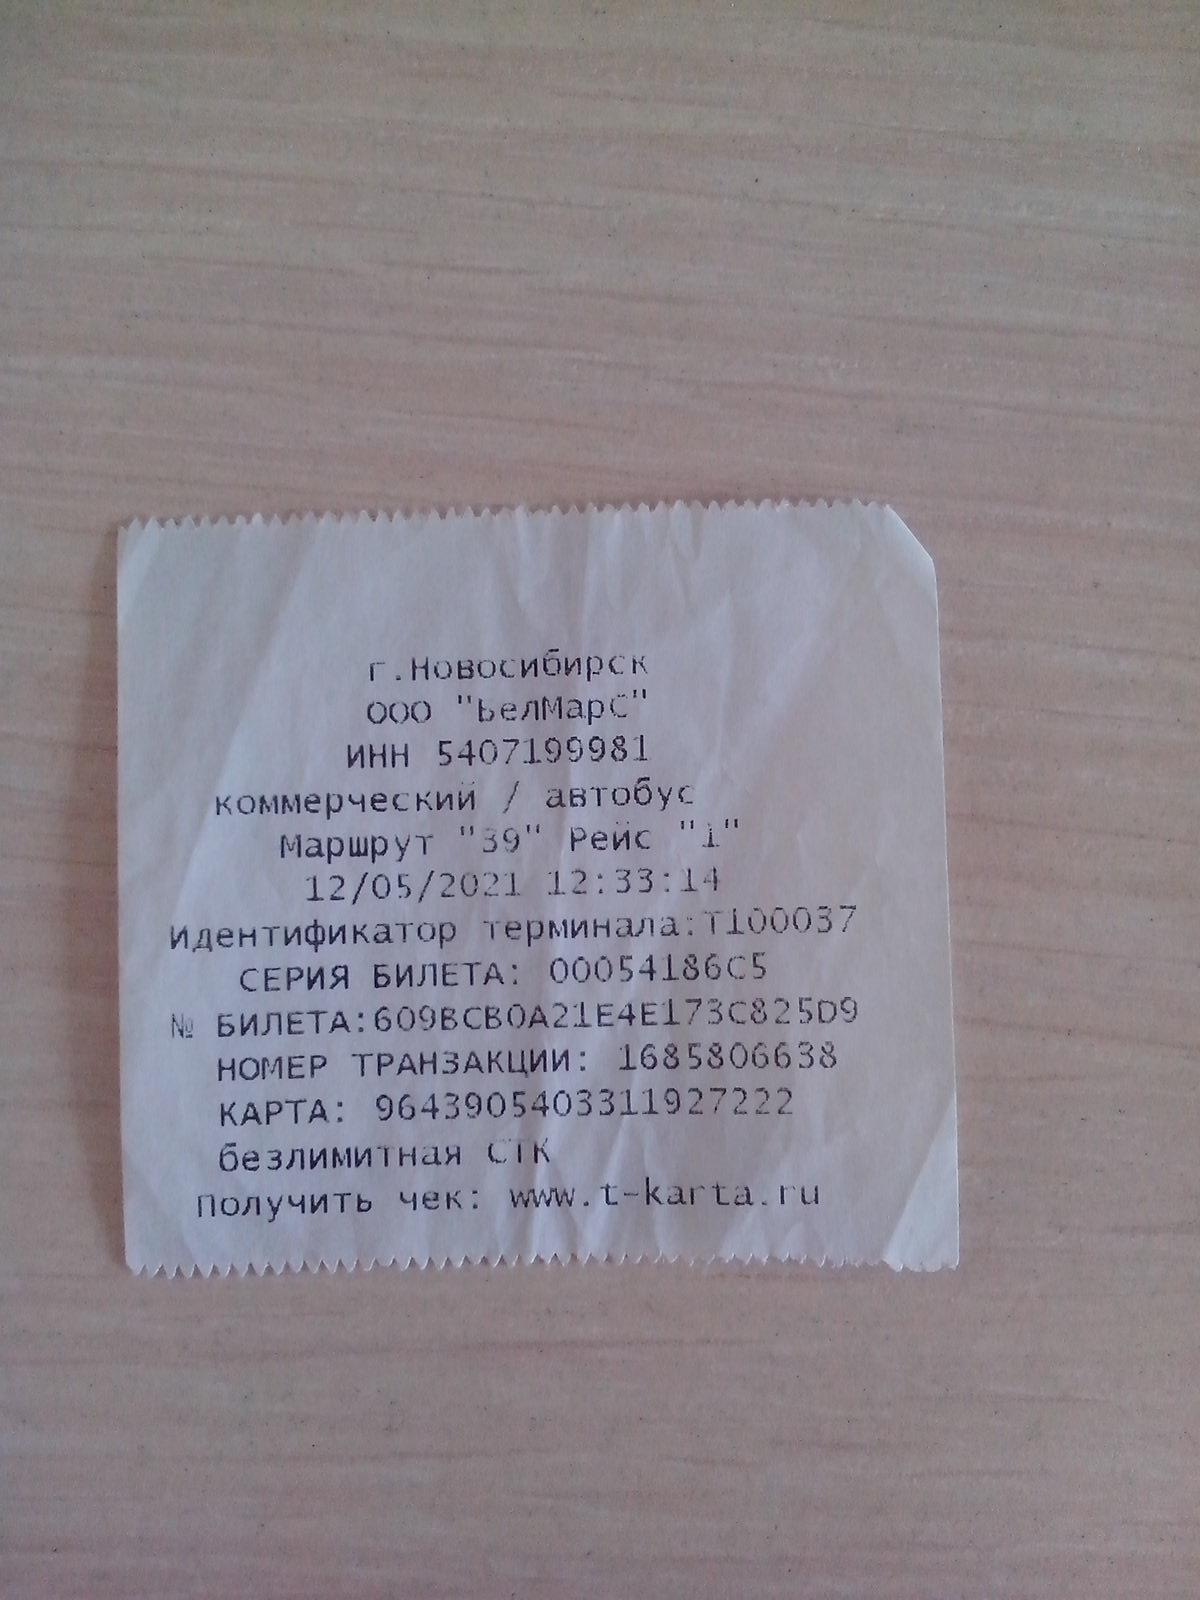 г.Новосибирск
ООО "БелМарС"
ИНН 5407199981
коммерческий / автобус
Маршрут "39" Рейс "1"
12/05/2021 12:33:14
Идентификатор терминала:T100037
СЕРИЯ БИЛЕТА: 00054186C5
№ БИЛЕТА:609BCB0A21E4E173C825D9
НОМЕР ТРАНЗАКЦИИ: 1685806638
КАРТА: 9643905403311927222
безлимитная СТК
Получить чек: www.t-karta.ru